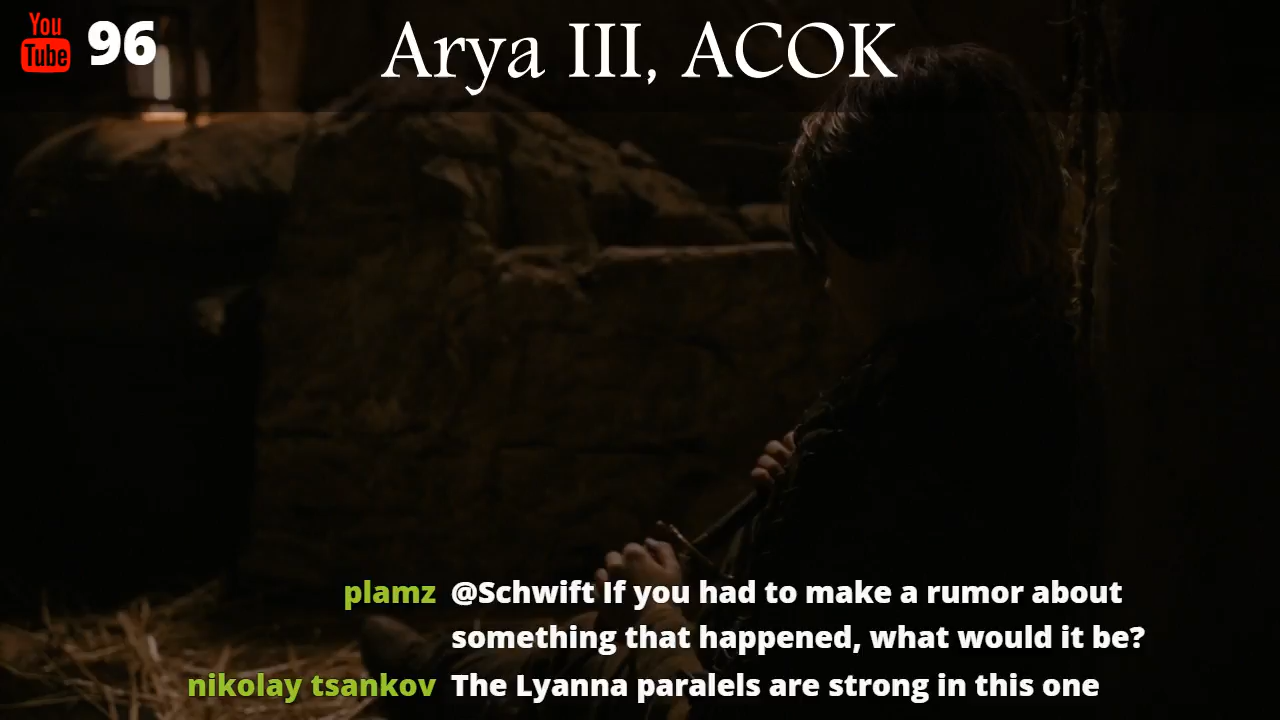 You
Tube
96
Arya III, ACOK
plamz @Schwift If you had to make a rumor about
something that happened, what would it be?
nikolay tsankov The Lyanna paralels are strong in this one